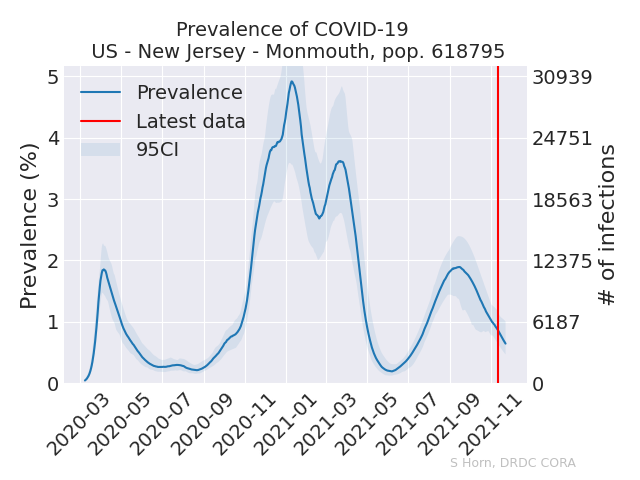 Prevalence of COVID-19
US - New Jersey - Monmouth, pop. 618795
Prevalence
Latest data
95CI
Prevalence (%)
5
4
3
2
1
0
30939
24751
18563
12375
6187
0
# of infections
2020-03
2020-05
2020-07
2020-09
2020-11
2021-01
2021-03
2021-05
2021-07
2021-09
2021-11
S Horn, DRDC CORA